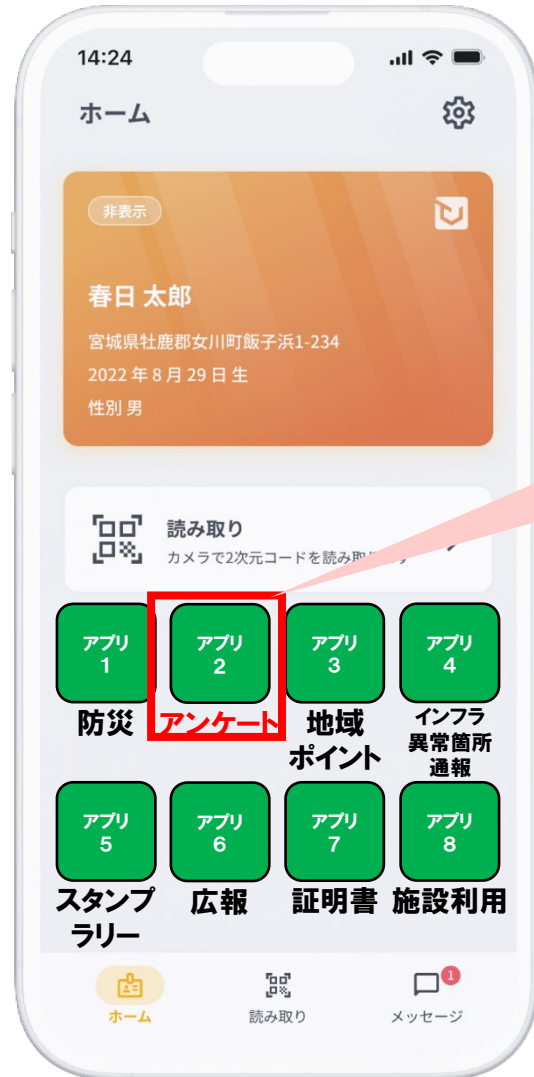 14:24
ホーム
非表示
春日 太郎
宮城県牡鹿郡女川町飯子浜1-234
2022 年 8 月 29 日 生
性別 男
読み取り
カメラで2次元コードを読み取
アプリ
1
アプリ
2
アプリ
3
アプリ
4
防災
アンケート
地域
ポイント
インフラ
異常箇所
通報
アプリ
5
アプリ
6
アプリ
7
アプリ
8
スタンプ
ラリー
広報
証明書
施設利用
1
ホーム
読み取り
メッセージ